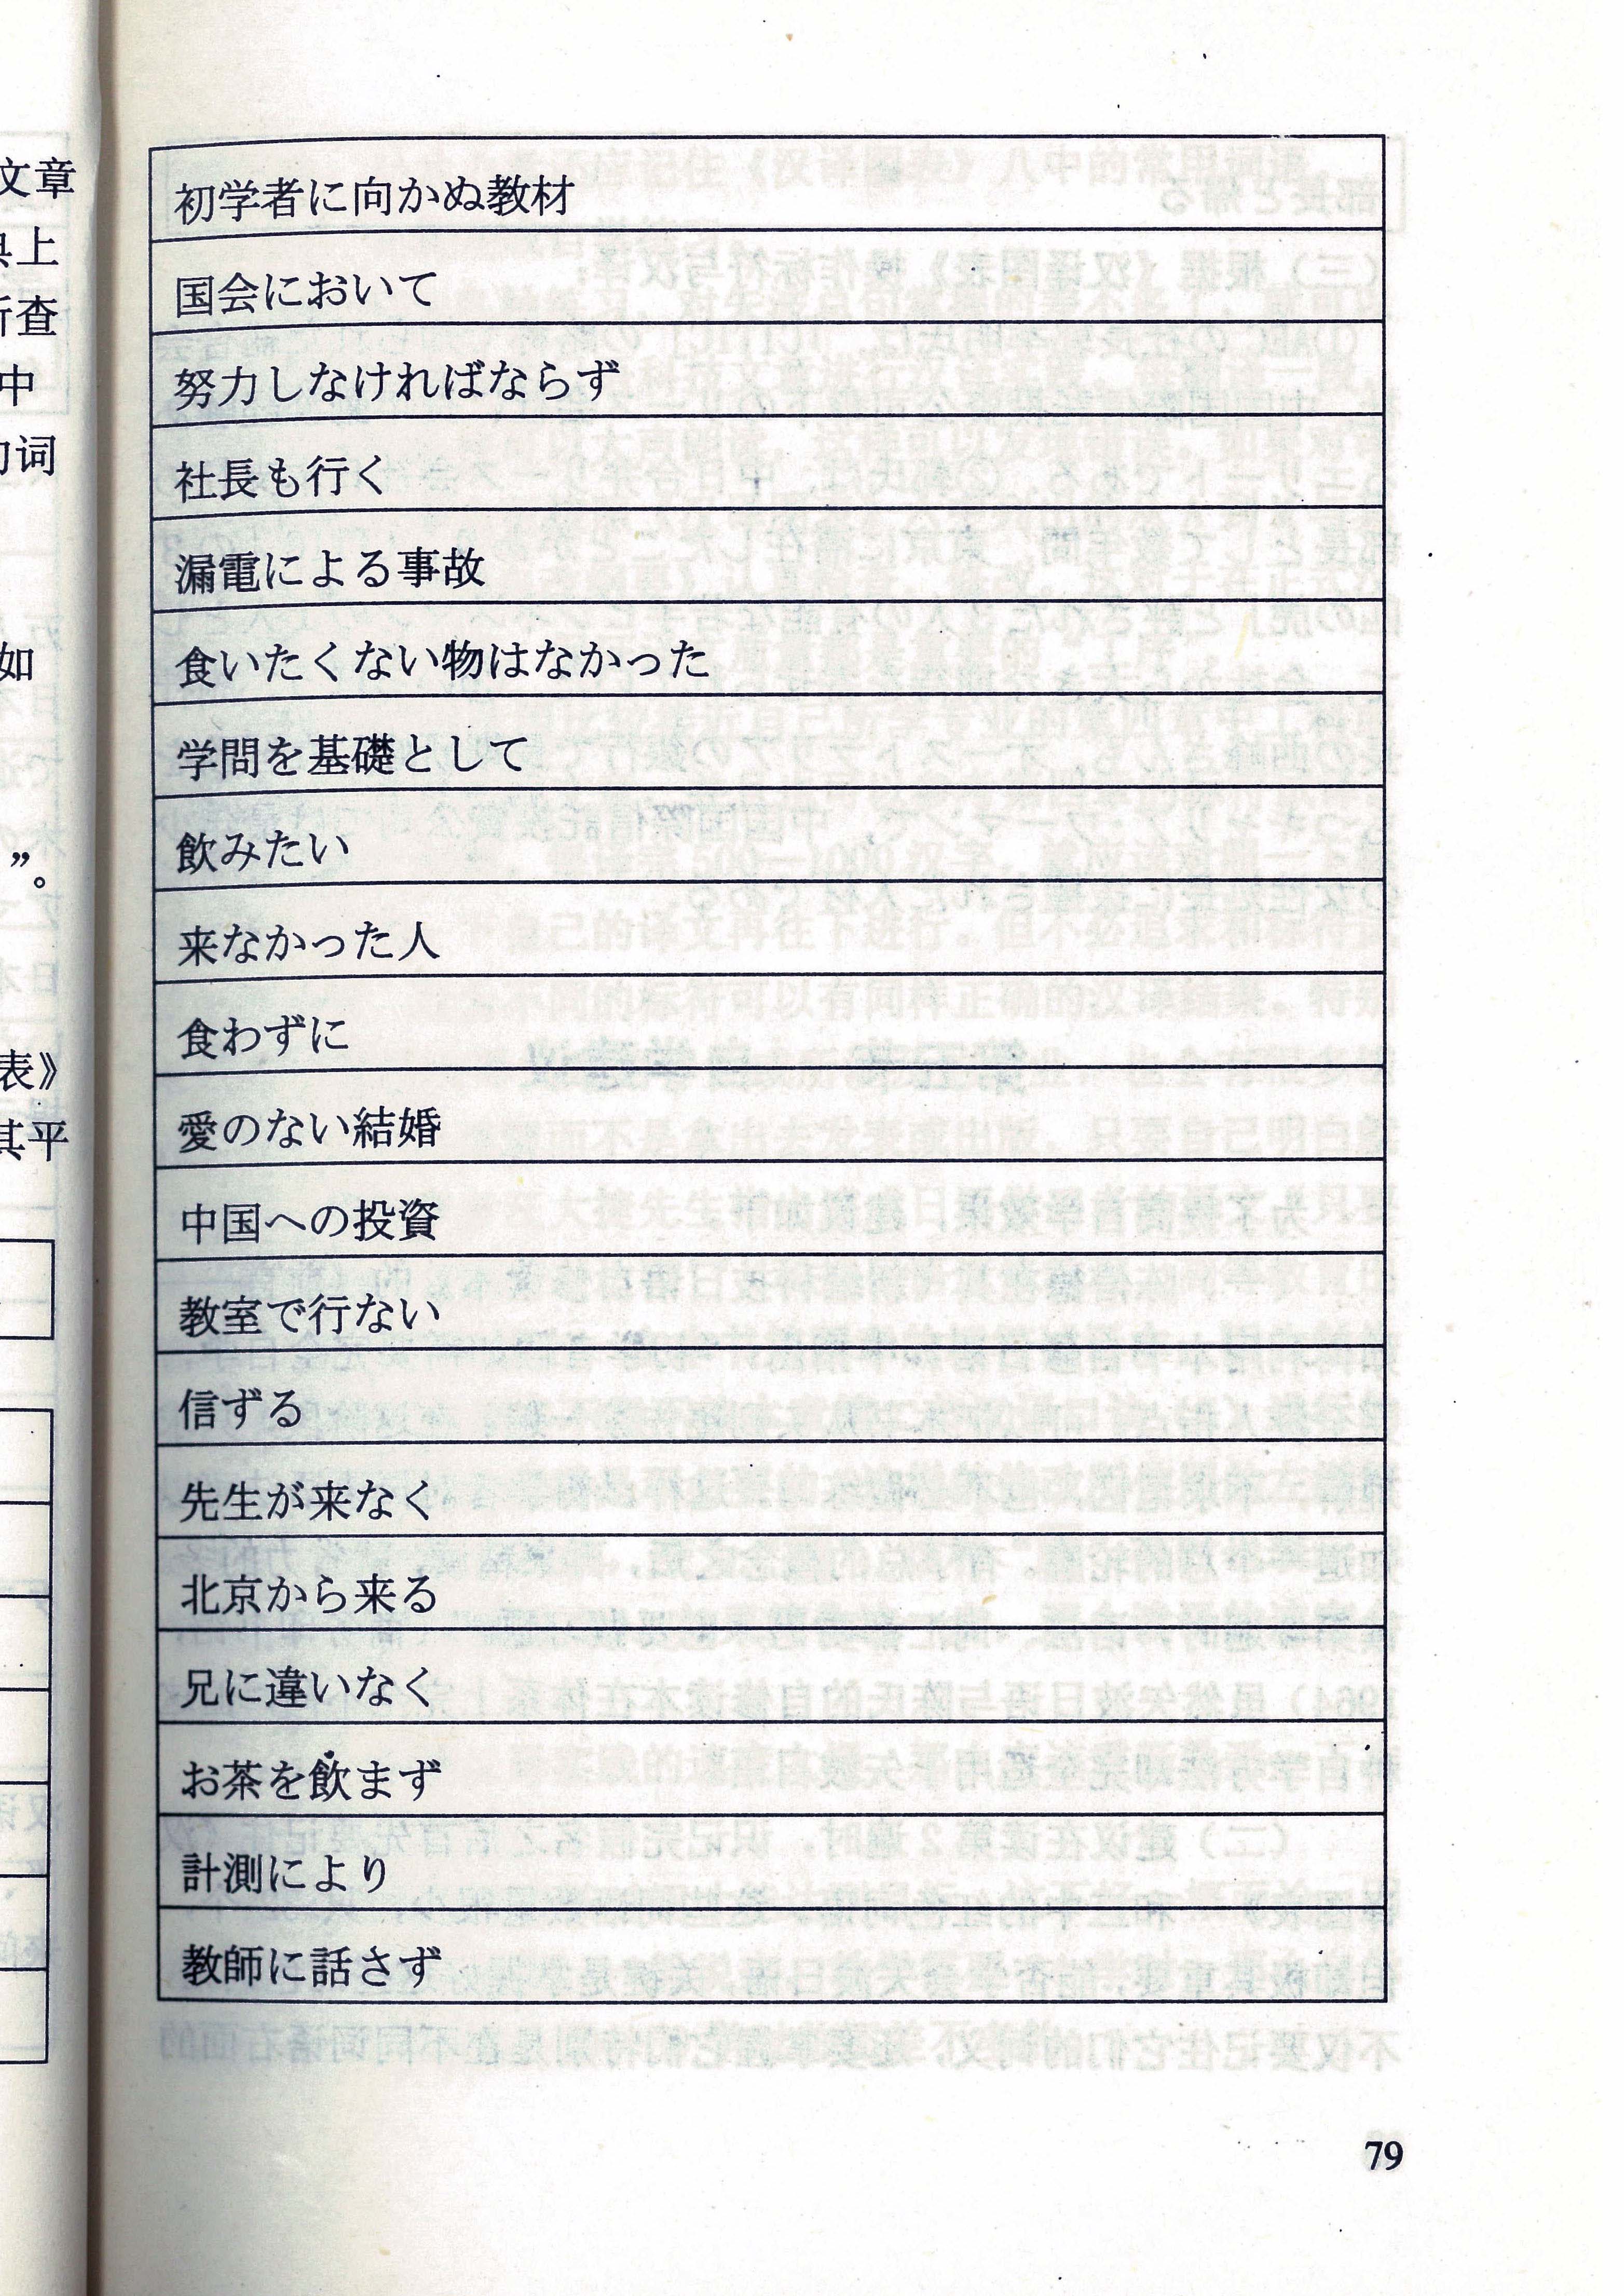 文章
上
查
中
词
如
”。
表》
其平
初学者に向かぬ教材
国会において
努力しなければならず
社長も行く
漏電による事故
食いたくない物はなかった
学問を基礎として
飲みたい
来なかった人
食わずに
愛のない結婚
中国への投資
教室で行ない
信ずる
先生が来なく
北京から来る
兄に違いなく
お茶を飲まず
計測により
教師に話さず
79